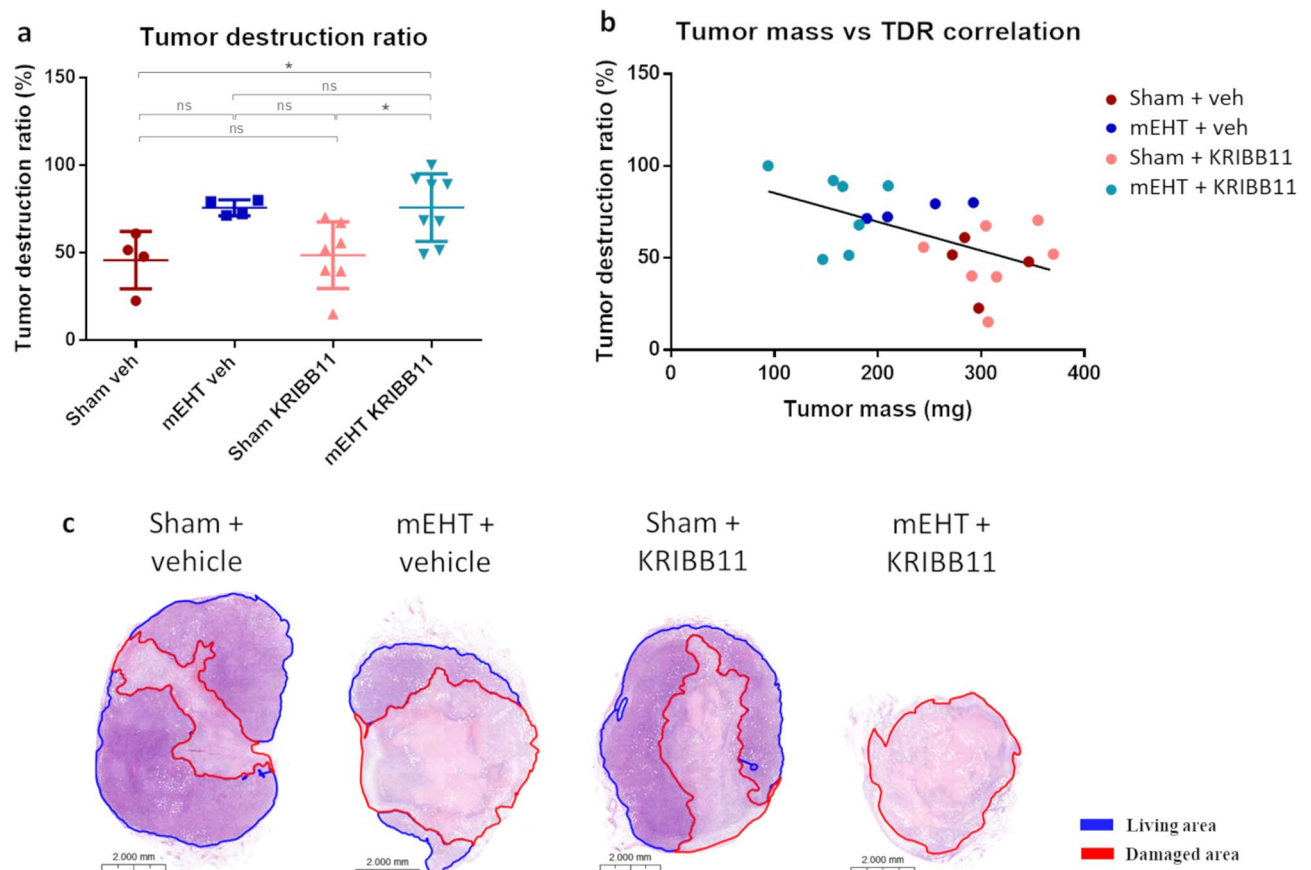 a
Tumor destruction ratio
Tumor destruction ratio (%)
150
100
50
0
*
ns
ns
ns
*
ns
Sham veh
mEHT veh
Sham KRIBB11
mEHT KRIBB11
b
Tumor mass vs TDR correlation
Tumor destruction ratio (%)
150
100
50
0
0
100
200
300
400
Tumor mass (mg)
Sham + veh
mEHT + veh
Sham + KRIBB11
mEHT + KRIBB11
c
Sham +
vehicle
mEHT +
vehicle
Sham +
KRIBB11
mEHT +
KRIBB11
2.000 mm
2.000 mm
2.000 mm
2.000 mm
Living area
Damaged area